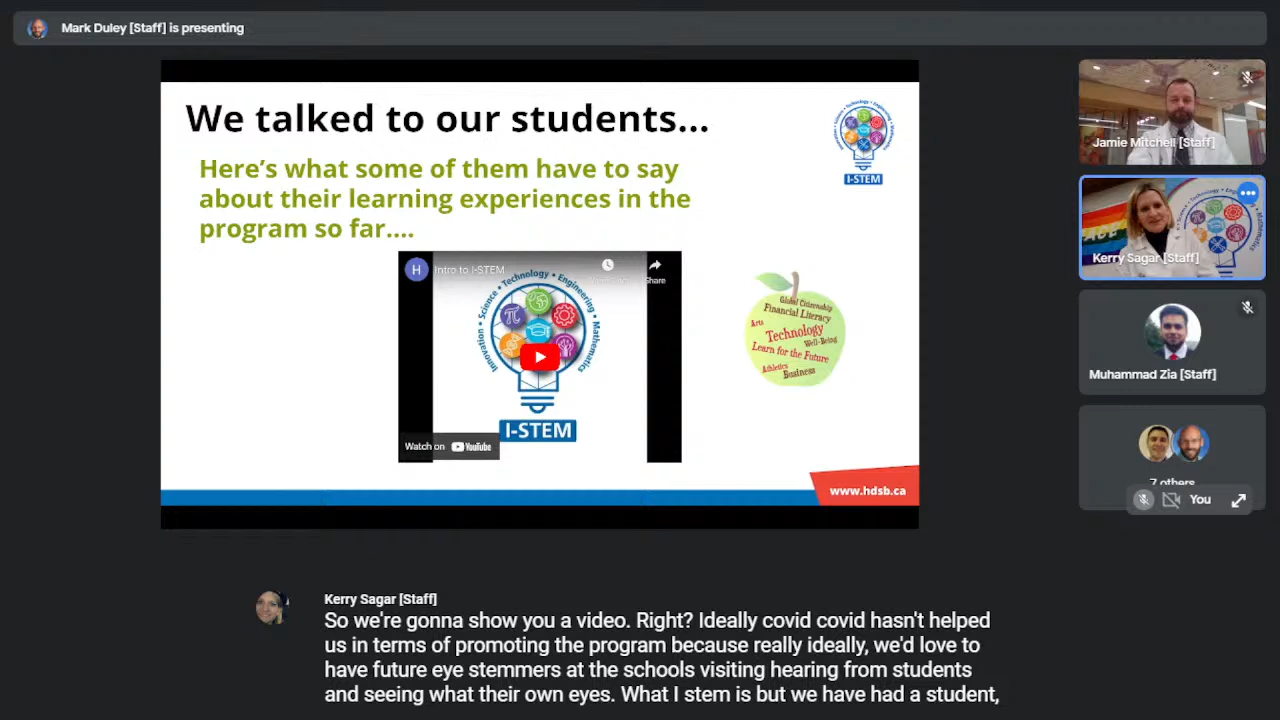 Mark Duley [Staff] is presenting
We talked to our students...
Here's what some of them have to say
about their learning experiences in the
program so far....
Innovation • Science • Technology • Engineering • Mathematics
I-STEM
H
Intro to I-STEM
Share
Innovation • Science • Technology • Engineering • Mathematics
I-STEM
Watch on YouTube
Global Citizenship
Financial Literacy
Arts
Technology
Well-Being
Learn for the Future
Athletics
Business
www.hdsb.ca
Jamie Mitchell [Staff]
Kerry Sagar [Staff]
Muhammad Zia [Staff]
7 others
You
Kerry Sagar [Staff]
So we're gonna show you a video. Right? Ideally covid covid hasn't helped
us in terms of promoting the program because really ideally, we'd love to
have future eye stemmers at the schools visiting hearing from students
and seeing what their own eyes. What I stem is but we have had a student,